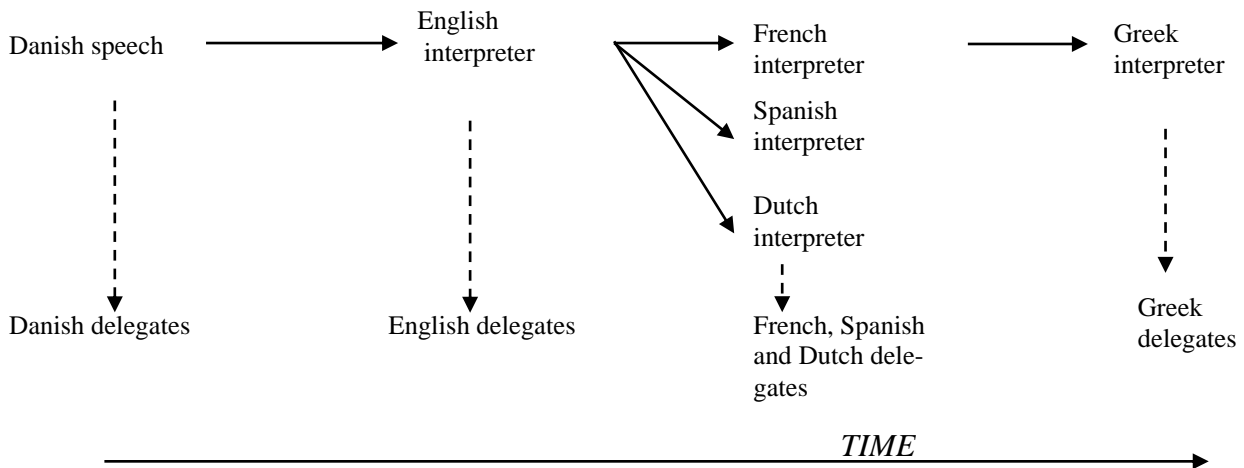 Danish speech
English
interpreter
French
interpreter
Greek
interpreter
Spanish
interpreter
Dutch
interpreter
Danish delegates
English delegates
French, Spanish
and Dutch dele-
gates
Greek
delegates
TIME